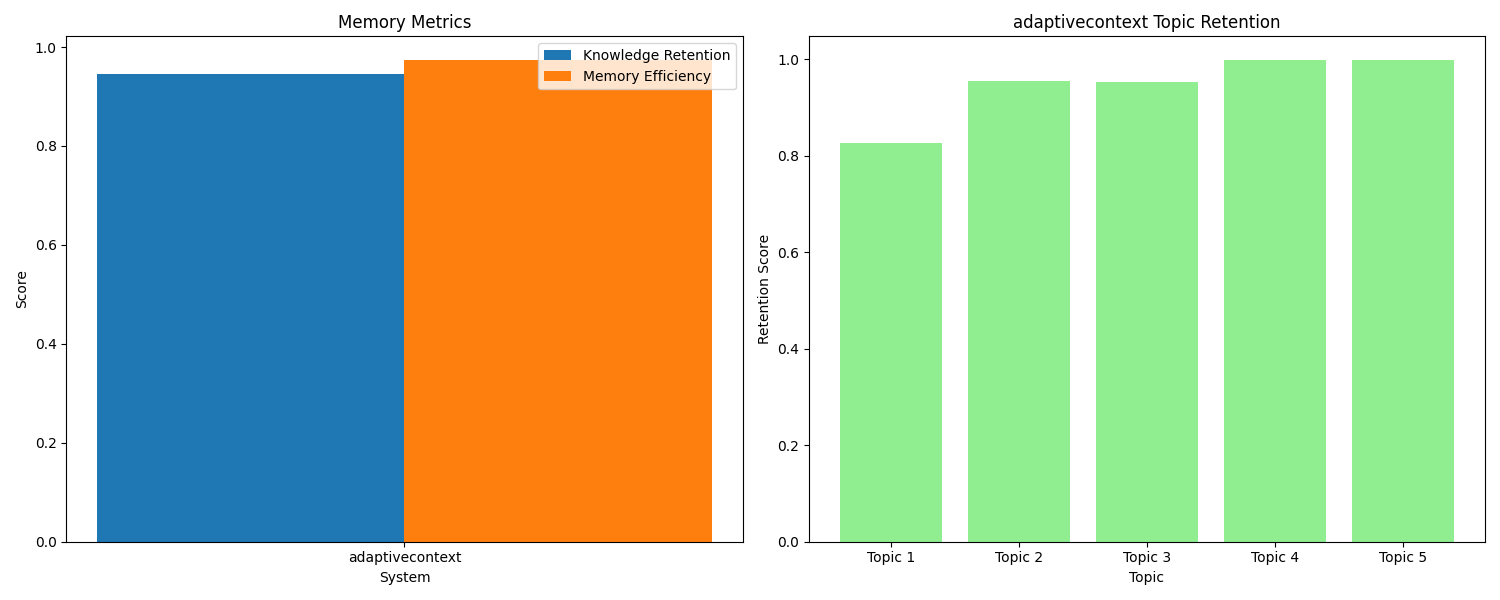 Memory Metrics
Knowledge Retention
Memory Efficiency
1.0
0.8
0.6
0.4
0.2
0.0
Score
adaptivecontext
System
adaptivecontext Topic Retention
1.0
0.8
0.6
0.4
0.2
0.0
Retention Score
Topic 1 Topic 2 Topic 3 Topic 4 Topic 5
Topic